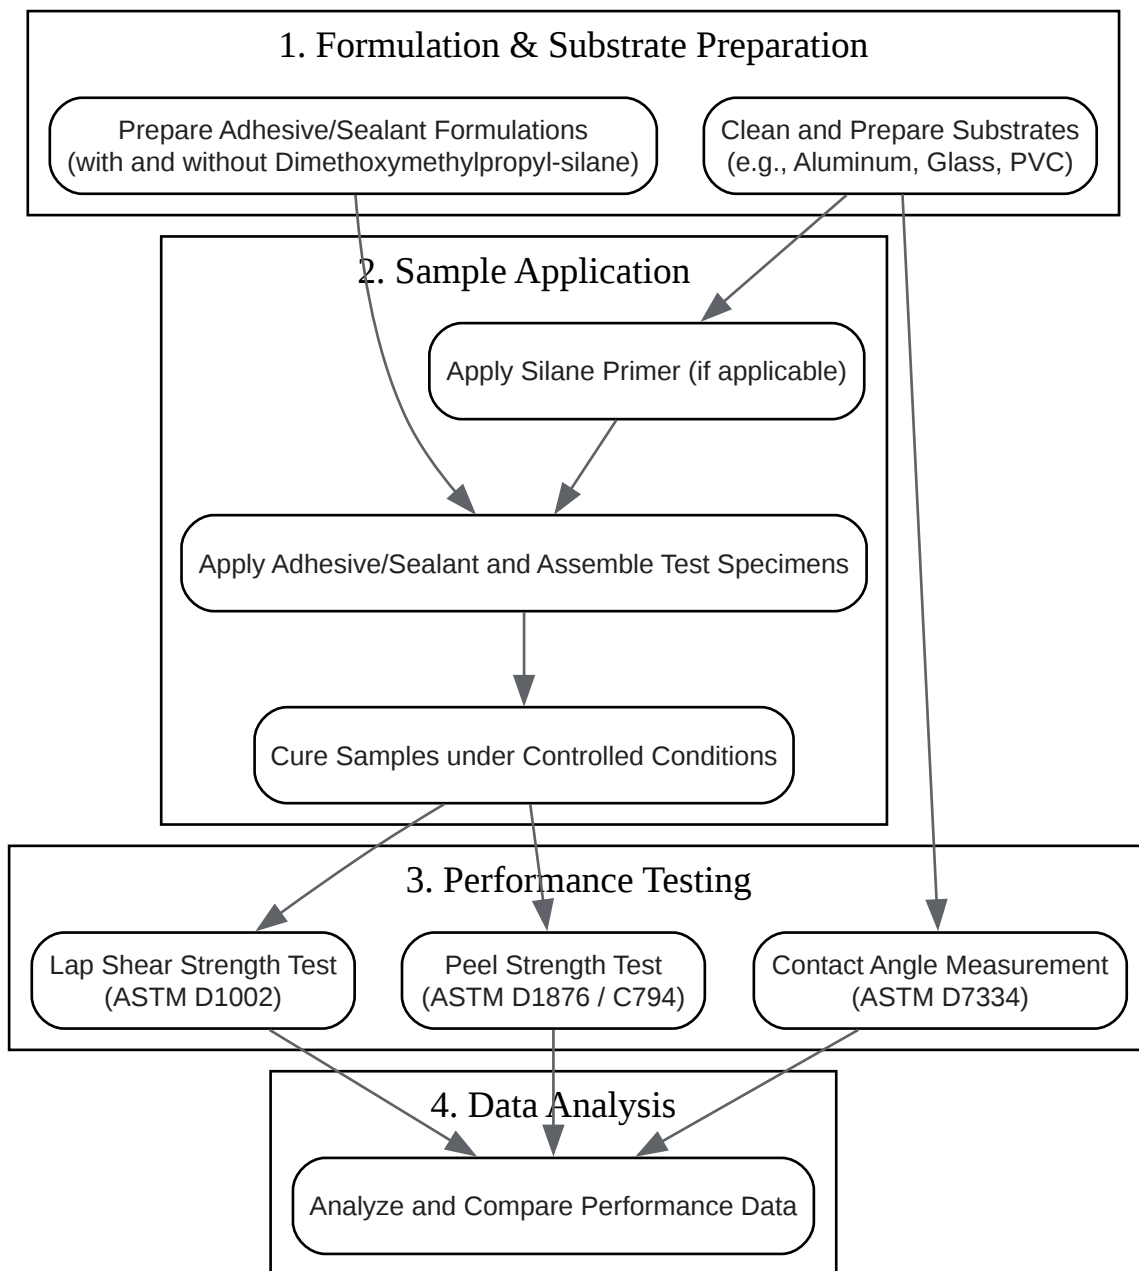 1. Formulation & Substrate Preparation
Prepare Adhesive/Sealant Formulations
(with and without Dimethoxymethylpropyl-silane)
Clean and Prepare Substrates
(e.g., Aluminum, Glass, PVC)
2. Sample Application
Apply Silane Primer (if applicable)
Apply Adhesive/Sealant and Assemble Test Specimens
Cure Samples under Controlled Conditions
3. Performance Testing
Lap Shear Strength Test
(ASTM D1002)
Peel Strength Test
(ASTM D1876 / C794)
Contact Angle Measurement
(ASTM D7334)
4. Data Analysis
Analyze and Compare Performance Data